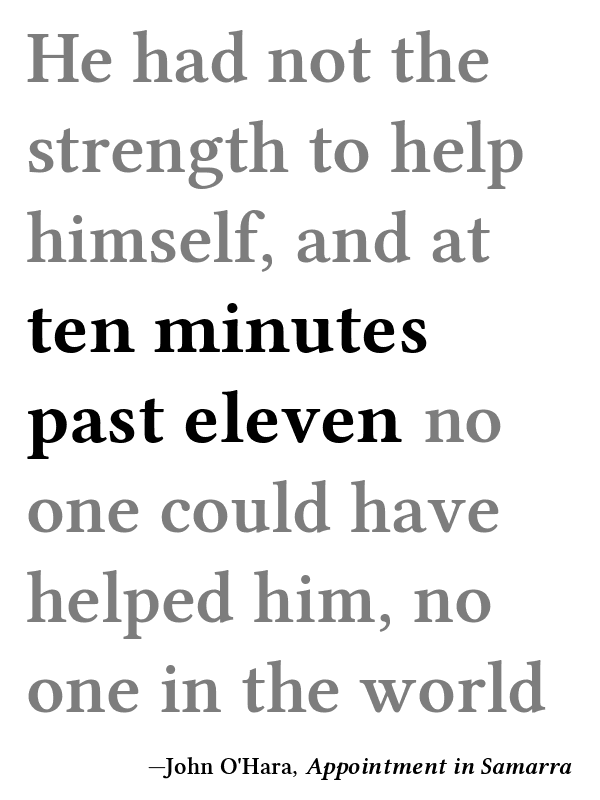 He had not the
strength to help
himself, and at
ten minutes
past eleven no
one could have
helped him, no
one in the world
—John O'Hara, Appointment in Samarra